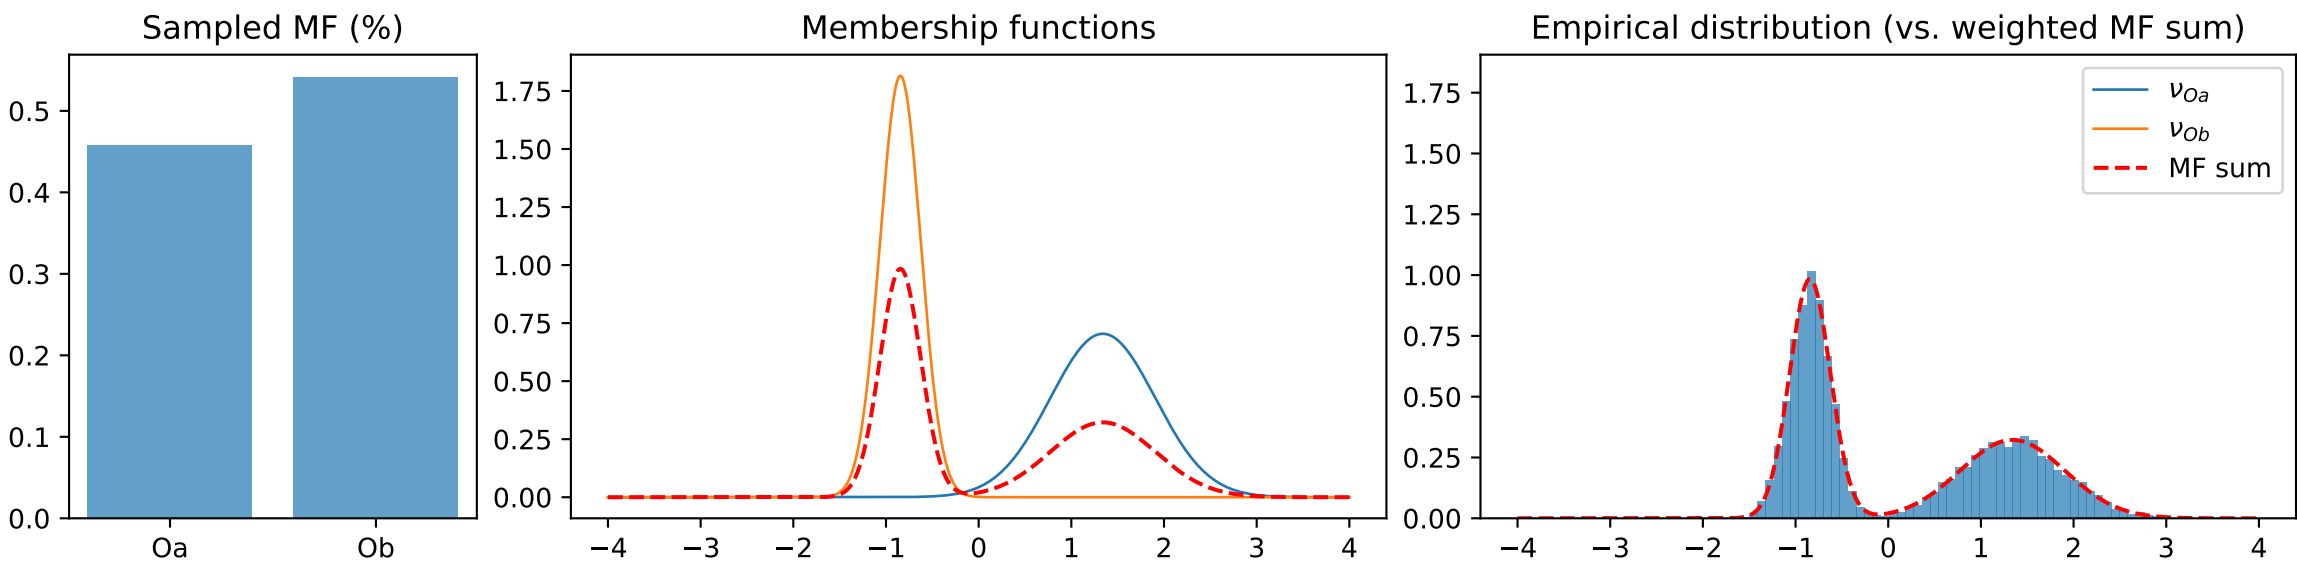 Sampled MF (%)
0.5
0.4
0.3
0.2
0.1
0.0
Oa Ob
Membership functions
1.75
1.50
1.25
1.00
0.75
0.50
0.25
0.00
−4 −3 −2 −1 0 1 2 3 4
Empirical distribution (vs. weighted MF sum)
1.75
1.50
1.25
1.00
0.75
0.50
0.25
0.00
−4 −3 −2 −1 0 1 2 3 4
ν_Oa
ν_Ob
MF sum